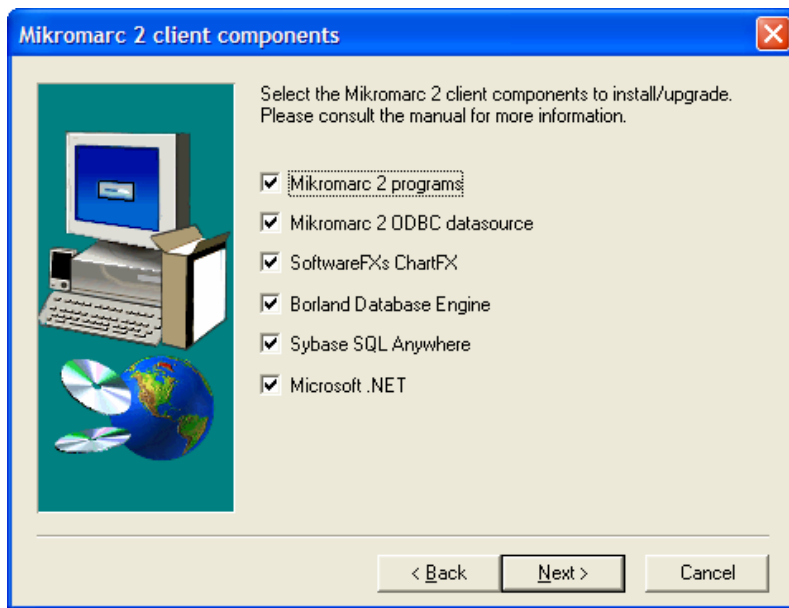 Mikromarc 2 client components
Select the Mikromarc 2 client components to install/upgrade.
Please consult the manual for more information.
Mikromarc 2 programs
Mikromarc 2 ODBC datasource
SoftwareFXs ChartFX
Borland Database Engine
Sybase SQL Anywhere
Microsoft .NET
< Back
Next >
Cancel